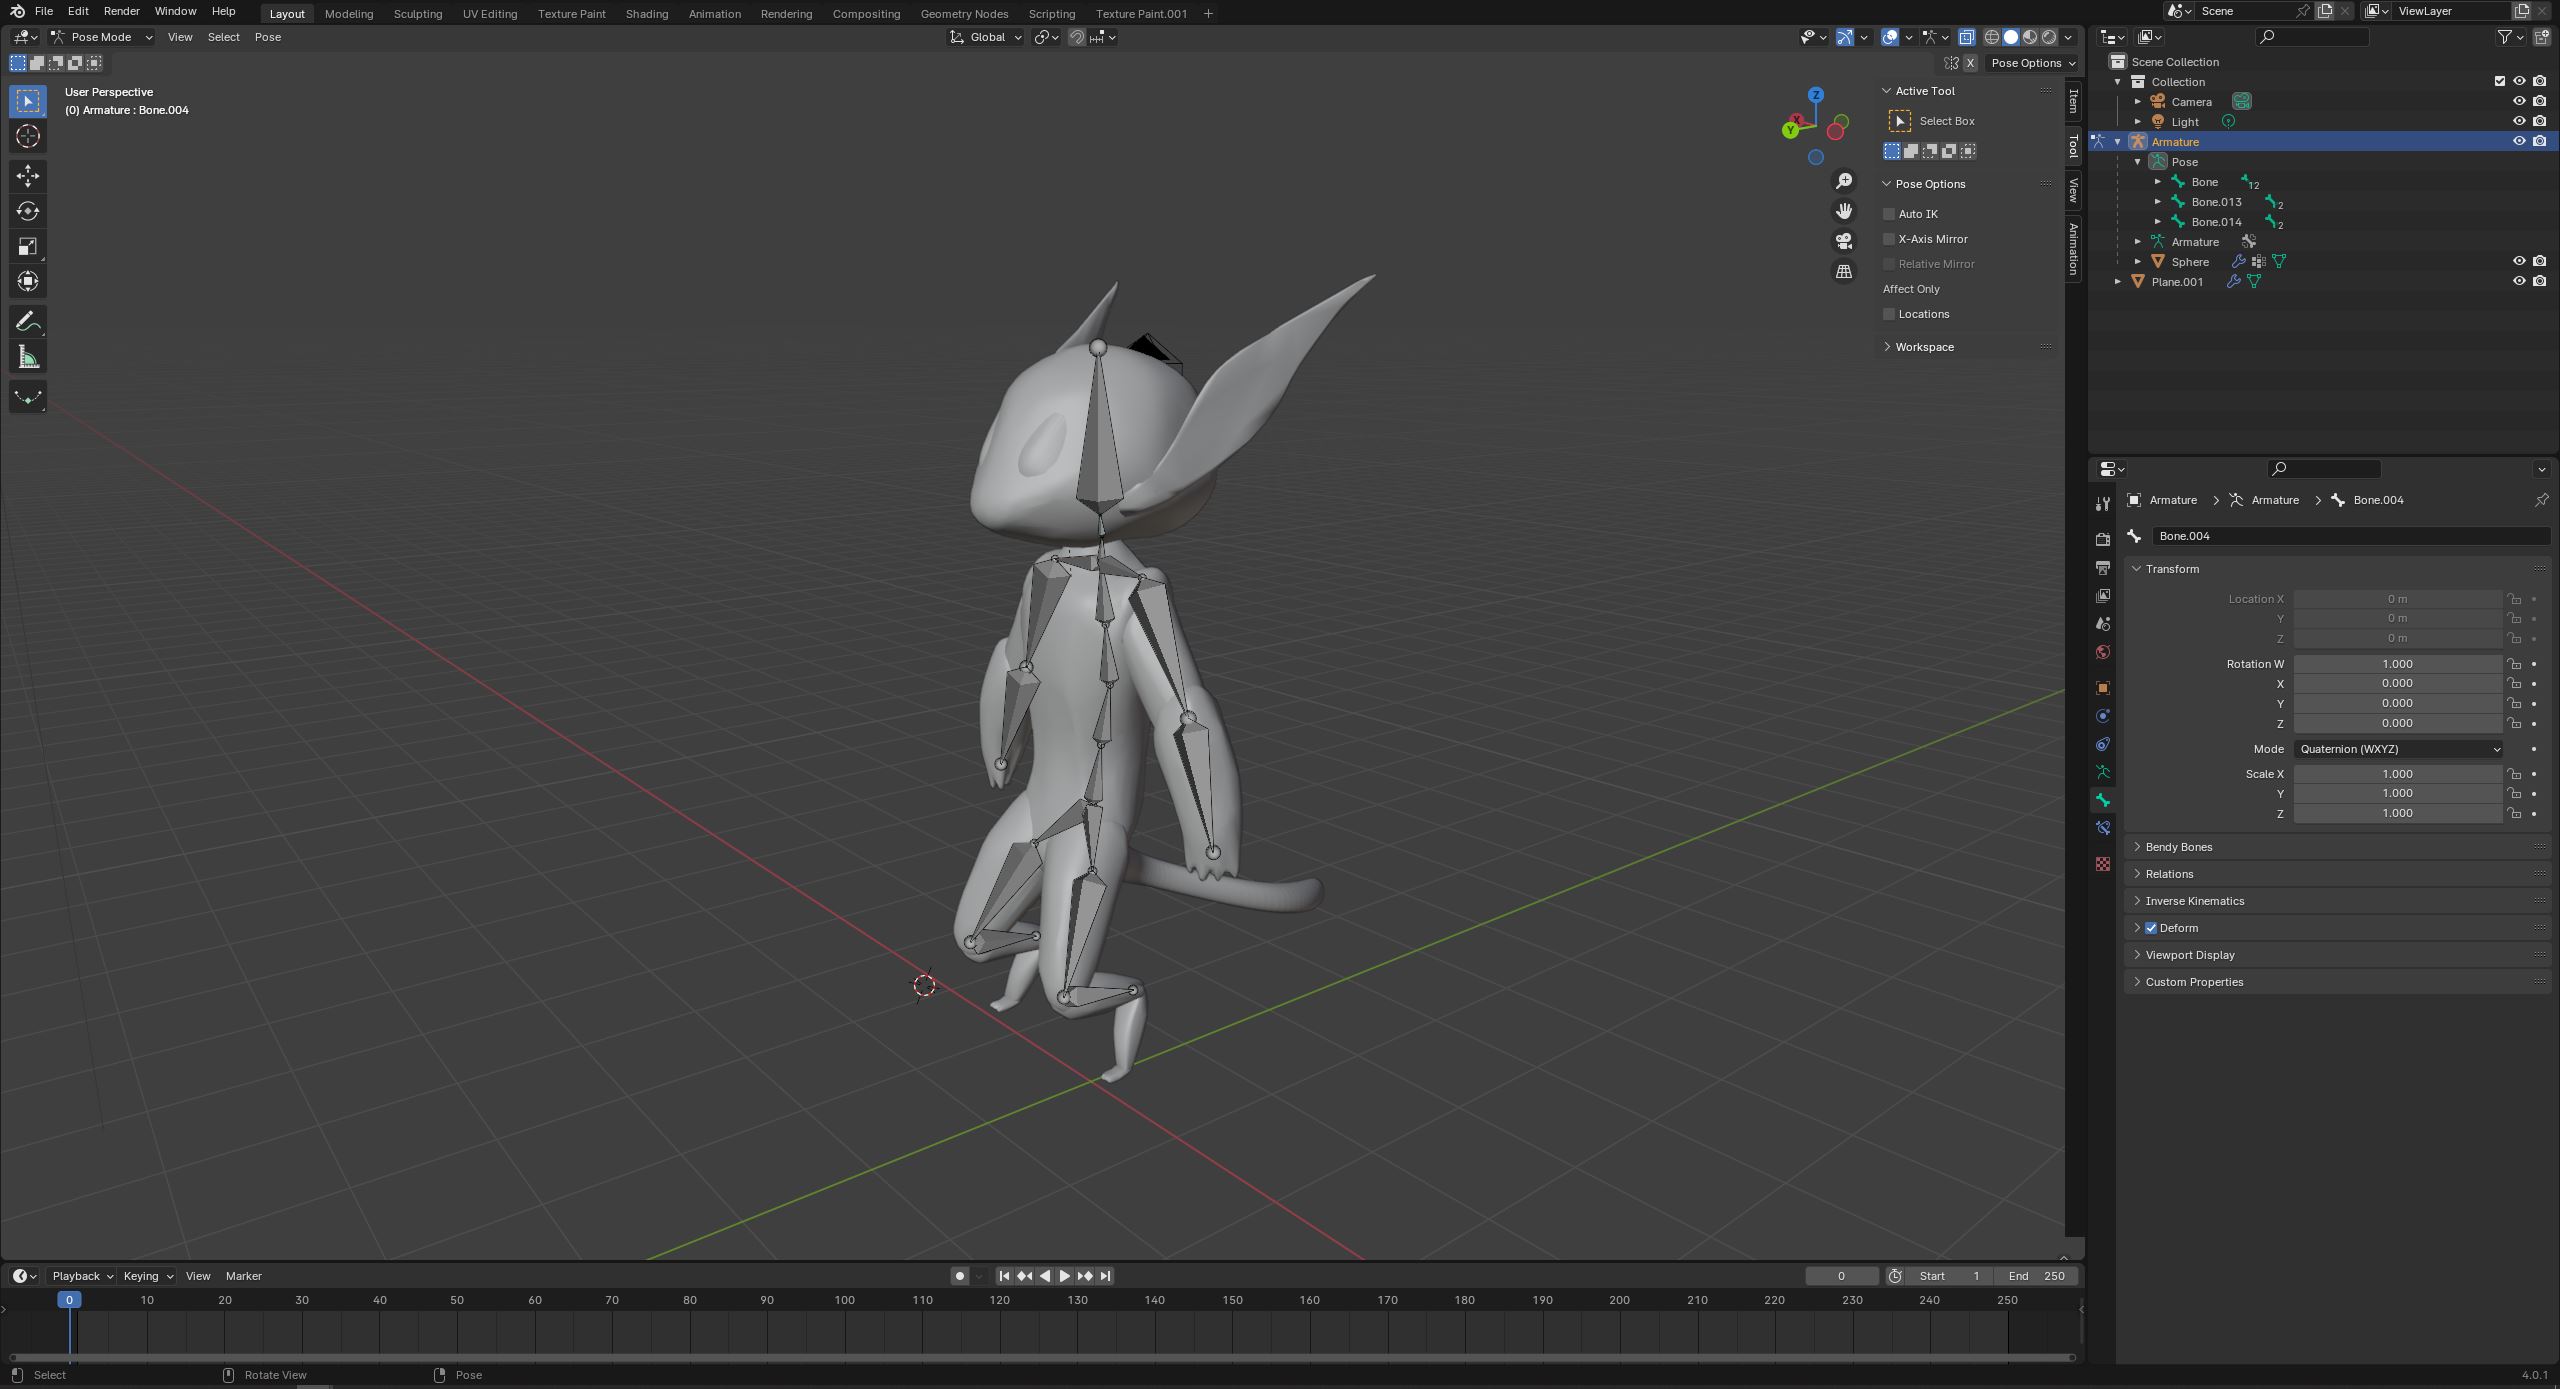 File Edit Render Window Help Layout Modeling Sculpting UV Editing Texture Paint Shading Animation Rendering Compositing Geometry Nodes Scripting Texture Paint.001 + Scene ViewLayer
Pose Mode View Select Pose Global
X Pose Options
User Perspective
(0) Armature : Bone.004
Z
X
Y
Active Tool
Select Box
Pose Options
Auto IK
X-Axis Mirror
Relative Mirror
Affect Only
Locations
Workspace
Item
Tool
View
Animation
Scene Collection
Collection
Camera
Light
Armature
Pose
Bone 12
Bone.013 2
Bone.014 2
Armature
Sphere
Plane.001
Armature > Armature > Bone.004
Bone.004
Transform
Location X 0 m
Y 0 m
Z 0 m
Rotation W 1.000
X 0.000
Y 0.000
Z 0.000
Mode Quaternion (WXYZ)
Scale X 1.000
Y 1.000
Z 1.000
Bendy Bones
Relations
Inverse Kinematics
Deform
Viewport Display
Custom Properties
Playback Keying View Marker 0 Start 1 End 250
0 10 20 30 40 50 60 70 80 90 100 110 120 130 140 150 160 170 180 190 200 210 220 230 240 250
Select Rotate View Pose 4.0.1